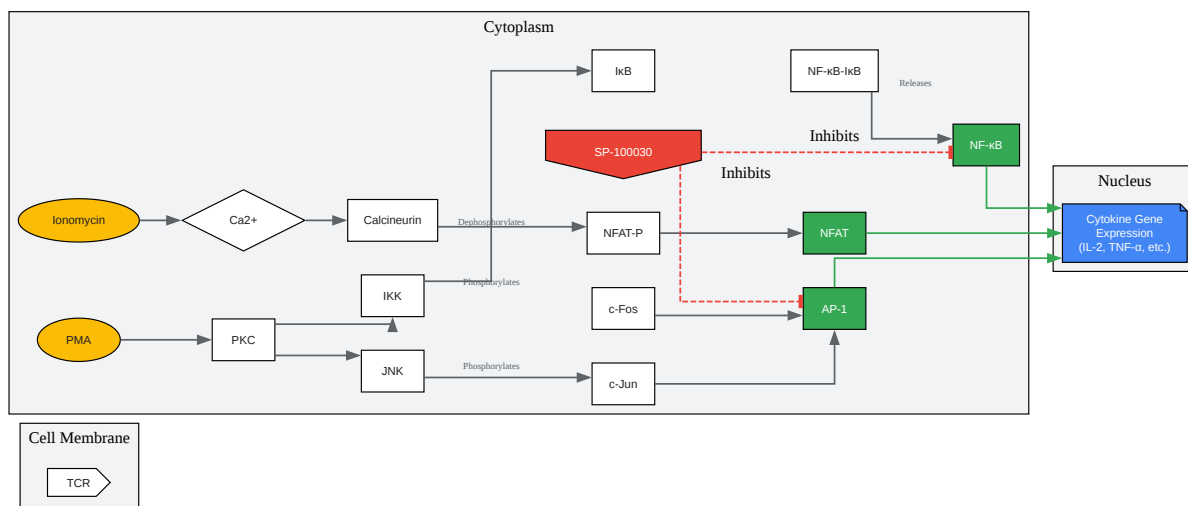 Cytoplasm
IκB
NF-κB-IκB
Releases
SP-100030
Inhibits
NF-κB
Inhibits
Nucleus
Ionomycin
Ca2+
Calcineurin
Dephosphorylates
NFAT-P
NFAT
Cytokine Gene
Expression
(IL-2, TNF-α, etc.)
IKK
Phosphorylates
c-Fos
AP-1
PMA
PKC
JNK
Phosphorylates
c-Jun
Cell Membrane
TCR